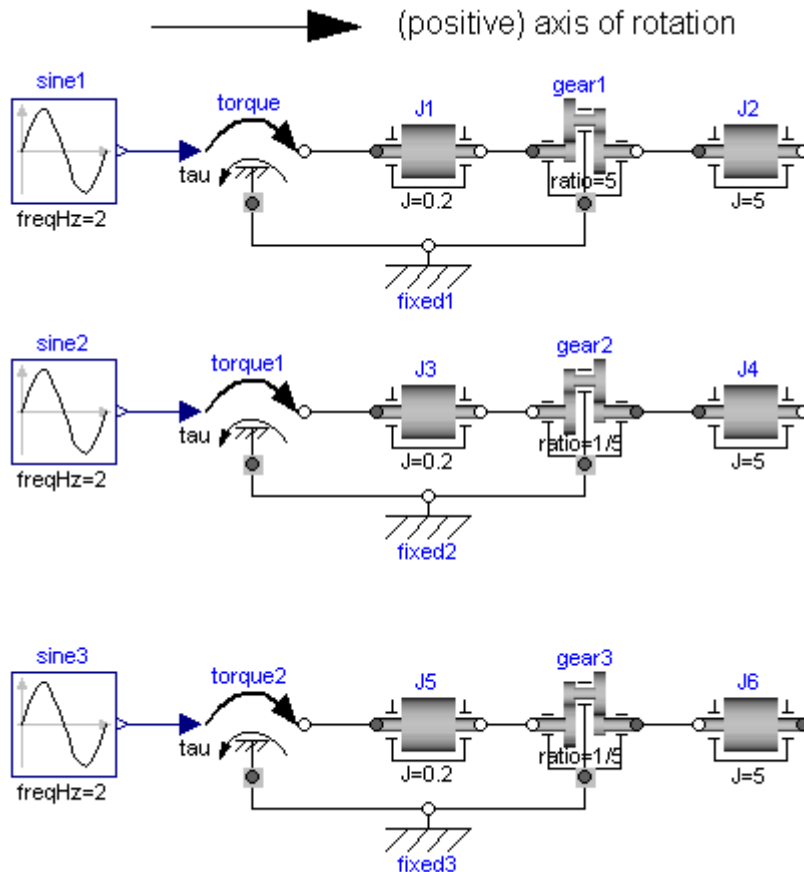 (positive) axis of rotation
sine1
torque
J1
gear1
J2
tau
ratio=5
J=0.2
J=5
freqHz=2
fixed1
sine2
torque1
J3
gear2
J4
tau
ratio=1/5
J=0.2
J=5
freqHz=2
fixed2
sine3
torque2
J5
gear3
J6
tau
ratio=1/5
J=0.2
J=5
freqHz=2
fixed3